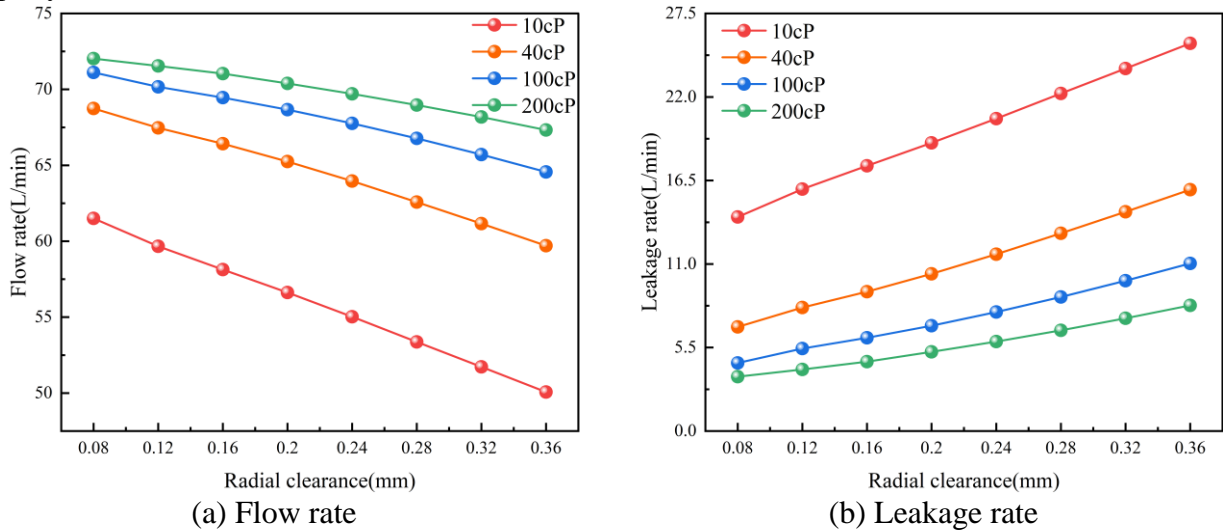 75
70
65
60
55
50
Flow rate(L/min)
10cP
40cP
100cP
200cP
0.08 0.12 0.16 0.2 0.24 0.28 0.32 0.36
Radial clearance(mm)
(a) Flow rate
27.5
22.0
16.5
11.0
5.5
0.0
Leakage rate(L/min)
10cP
40cP
100cP
200cP
0.08 0.12 0.16 0.2 0.24 0.28 0.32 0.36
Radial clearance(mm)
(b) Leakage rate